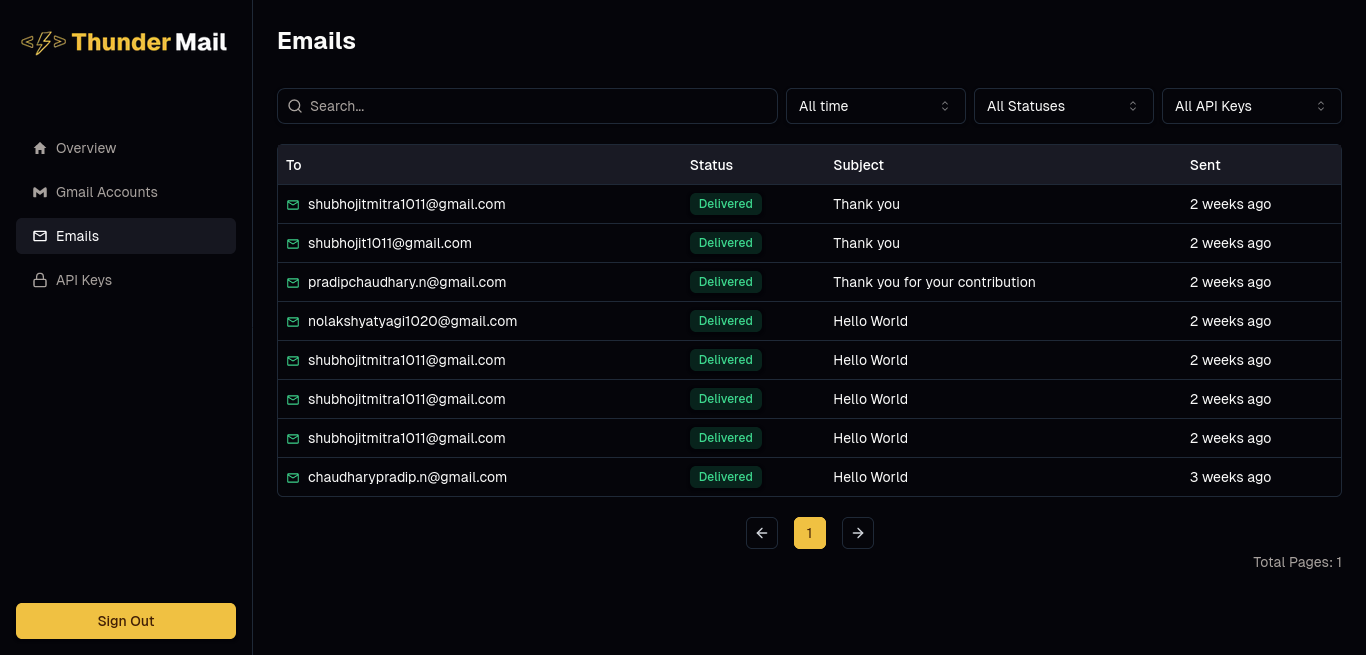 </> Thunder Mail
Emails
Search...
All time
All Statuses
All API Keys
Overview
Gmail Accounts
Emails
API Keys
To Status Subject Sent
shubhojitmitra1011@gmail.com Delivered Thank you 2 weeks ago
shubhojit1011@gmail.com Delivered Thank you 2 weeks ago
pradipchaudhary.n@gmail.com Delivered Thank you for your contribution 2 weeks ago
nolakshyatyagi1020@gmail.com Delivered Hello World 2 weeks ago
shubhojitmitra1011@gmail.com Delivered Hello World 2 weeks ago
shubhojitmitra1011@gmail.com Delivered Hello World 2 weeks ago
shubhojitmitra1011@gmail.com Delivered Hello World 2 weeks ago
chaudharypradip.n@gmail.com Delivered Hello World 3 weeks ago
1
Total Pages: 1
Sign Out